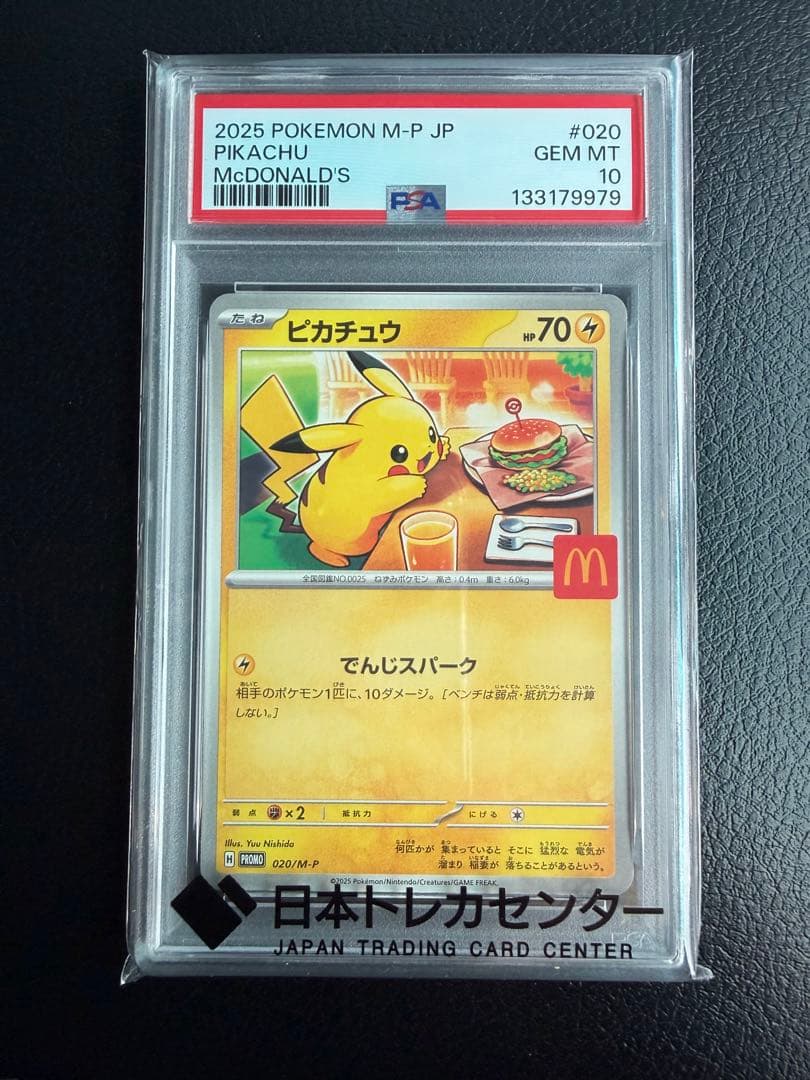 2025 POKEMON M-P JP #020
PIKACHU GEM MT
McDONALD'S 10
PSA 133179979
たね ピカチュウ HP70
全国図鑑NO.0025 ねずみポケモン 高さ:0.4m 重さ:6.0kg
M
でんじスパーク
相手のポケモン1匹に、10ダメージ。[ベンチは弱点・抵抗力を計算
しない。]
弱点 ×2 抵抗力 にげる
Illus. Yuu Nishida
何匹かが 集まっていると そこに 猛烈な 電気が
溜まり 稲妻が 落ちることがあるという。
H PROMO 020/M-P
©2025 Pokémon/Nintendo/Creatures/GAME FREAK.
日本トレカセンター
JAPAN TRADING CARD CENTER